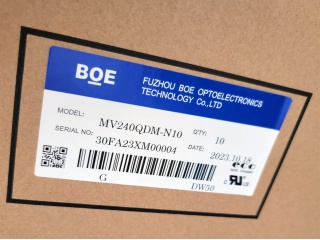 BOE
FUZHOU BOE OPTOELECTRONICS
TECHNOLOGY Co.,LTD
MODEL: MV240QDM-N10 QTY: 10
SERIAL NO: 30FA23XM00004 DATE: 2023.10.18
G DW50